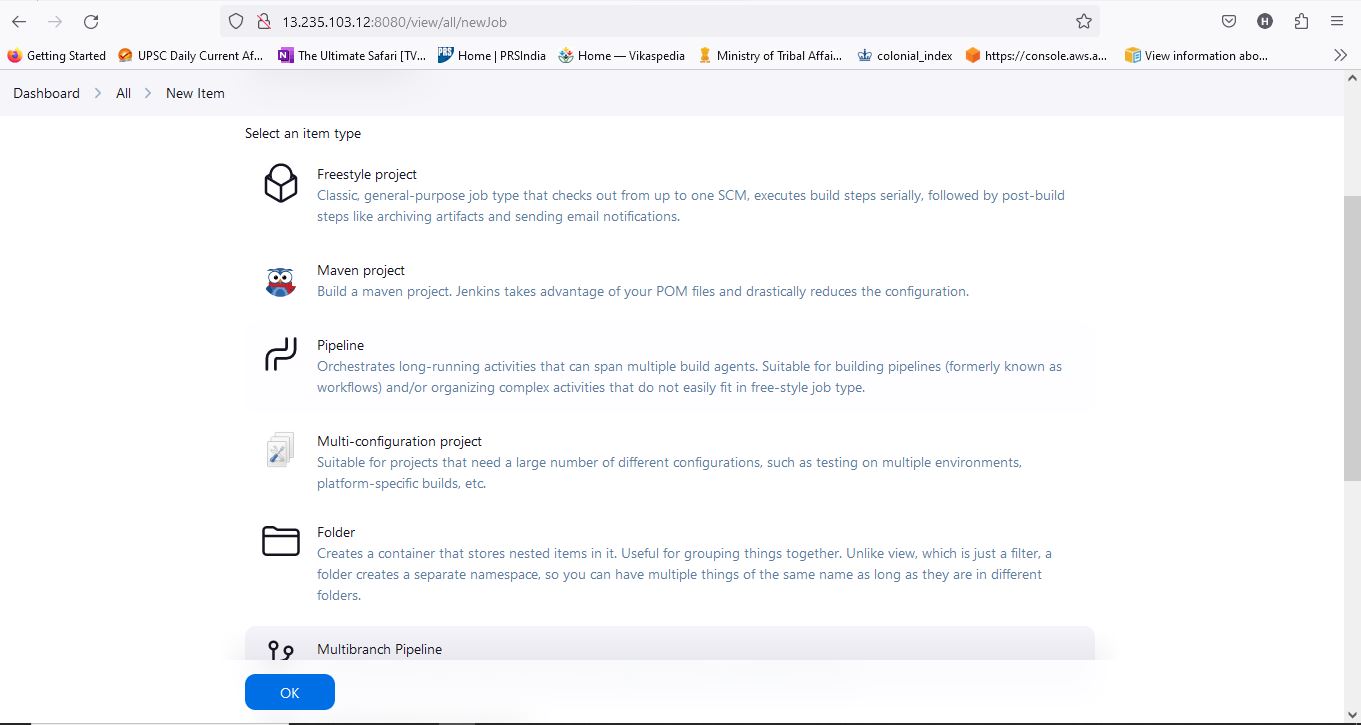 13.235.103.12:8080/view/all/newJob
H
Getting Started UPSC Daily Current Af... N The Ultimate Safari [TV... PRS Home | PRSIndia Home — Vikaspedia Ministry of Tribal Affai... colonial_index https://console.aws.a... View information abo...
Dashboard All New Item
Select an item type
Freestyle project
Classic, general-purpose job type that checks out from up to one SCM, executes build steps serially, followed by post-build
steps like archiving artifacts and sending email notifications.
Maven project
Build a maven project. Jenkins takes advantage of your POM files and drastically reduces the configuration.
Pipeline
Orchestrates long-running activities that can span multiple build agents. Suitable for building pipelines (formerly known as
workflows) and/or organizing complex activities that do not easily fit in free-style job type.
Multi-configuration project
Suitable for projects that need a large number of different configurations, such as testing on multiple environments,
platform-specific builds, etc.
Folder
Creates a container that stores nested items in it. Useful for grouping things together. Unlike view, which is just a filter, a
folder creates a separate namespace, so you can have multiple things of the same name as long as they are in different
folders.
Multibranch Pipeline
OK